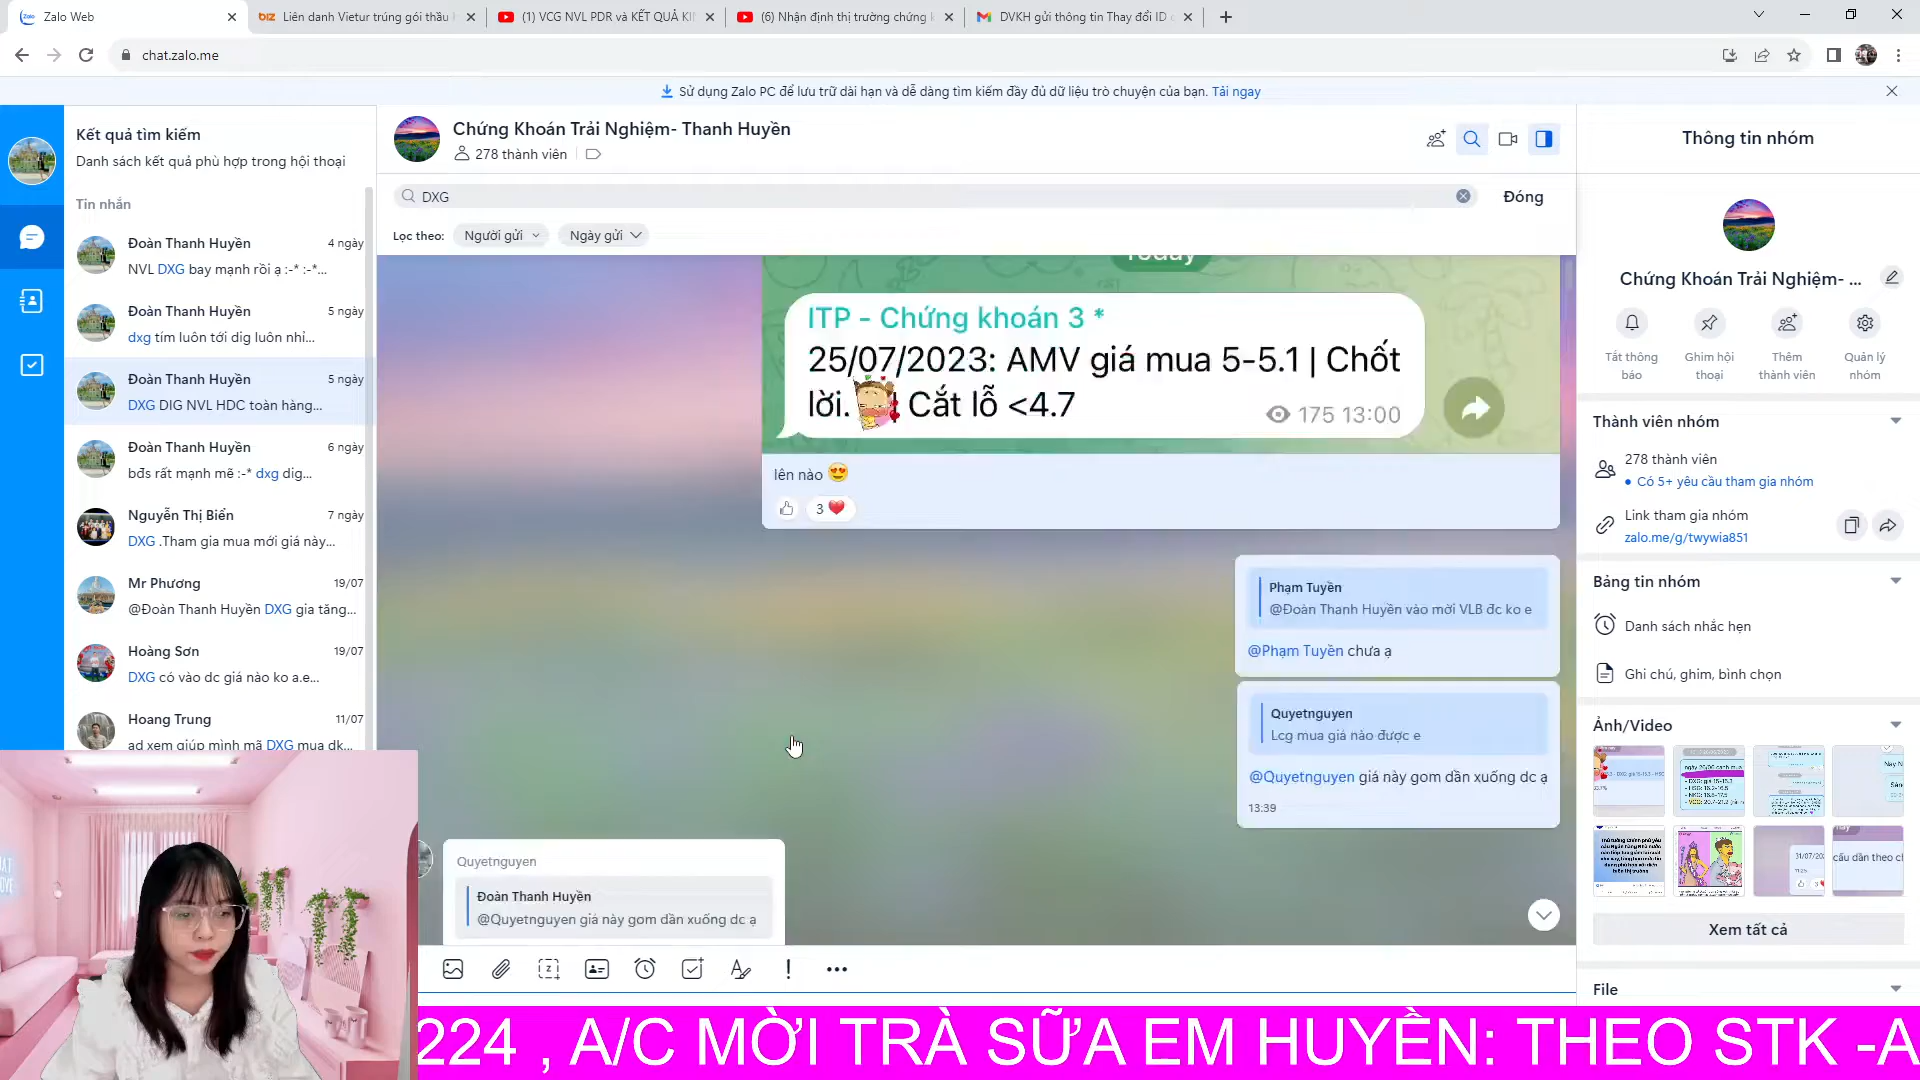 Zalo Web
Liên danh Vietur trúng gói thầu
(1) VCG NVL PDR và KẾT QUẢ KI
(6) Nhận định thị trường chứng k
DVKH gửi thông tin Thay đổi ID
chat.zalo.me
Sử dụng Zalo PC để lưu trữ dài hạn và dễ dàng tìm kiếm đầy đủ dữ liệu trò chuyện của bạn. Tải ngay
Kết quả tìm kiếm
Danh sách kết quả phù hợp trong hội thoại
Tin nhắn
Đoàn Thanh Huyền 4 ngày
NVL DXG bay mạnh rồi ạ :-* :-*...
Đoàn Thanh Huyền 5 ngày
dxg tím luôn tới dig luôn nhỉ...
Đoàn Thanh Huyền 5 ngày
DXG DIG NVL HDC toàn hàng...
Đoàn Thanh Huyền 6 ngày
bđs rất mạnh mẽ :-* dxg dig...
Nguyễn Thị Biển 7 ngày
DXG .Tham gia mua mới giá này...
Mr Phương 19/07
@Đoàn Thanh Huyền DXG gia tăng...
Hoàng Sơn 19/07
DXG có vào dc giá nào ko a.e...
Hoang Trung 11/07
ad xem giúp mình mã DXG mua dk...
Chứng Khoán Trải Nghiệm- Thanh Huyền
278 thành viên
DXG
Đóng
Lọc theo: Người gửi Ngày gửi
Today
ITP - Chứng khoán 3 *
25/07/2023: AMV giá mua 5-5.1 | Chốt
lời. | Cắt lỗ <4.7
175 13:00
lên nào
3
Phạm Tuyền
@Đoàn Thanh Huyền vào mới VLB đc ko e
@Phạm Tuyền chưa ạ
Quyetnguyen
Lcg mua giá nào được e
@Quyetnguyen giá này gom dần xuống dc ạ
13:39
Quyetnguyen
Đoàn Thanh Huyền
@Quyetnguyen giá này gom dần xuống dc ạ
Thông tin nhóm
Chứng Khoán Trải Nghiệm- ...
Tắt thông báo
Ghim hội thoại
Thêm thành viên
Quản lý nhóm
Thành viên nhóm
278 thành viên
Có 5+ yêu cầu tham gia nhóm
Link tham gia nhóm
zalo.me/g/twywia851
Bảng tin nhóm
Danh sách nhắc hẹn
Ghi chú, ghim, bình chọn
Ảnh/Video
Xem tất cả
File
224 , A/C MỜI TRÀ SỮA EM HUYỀN: THEO STK -A